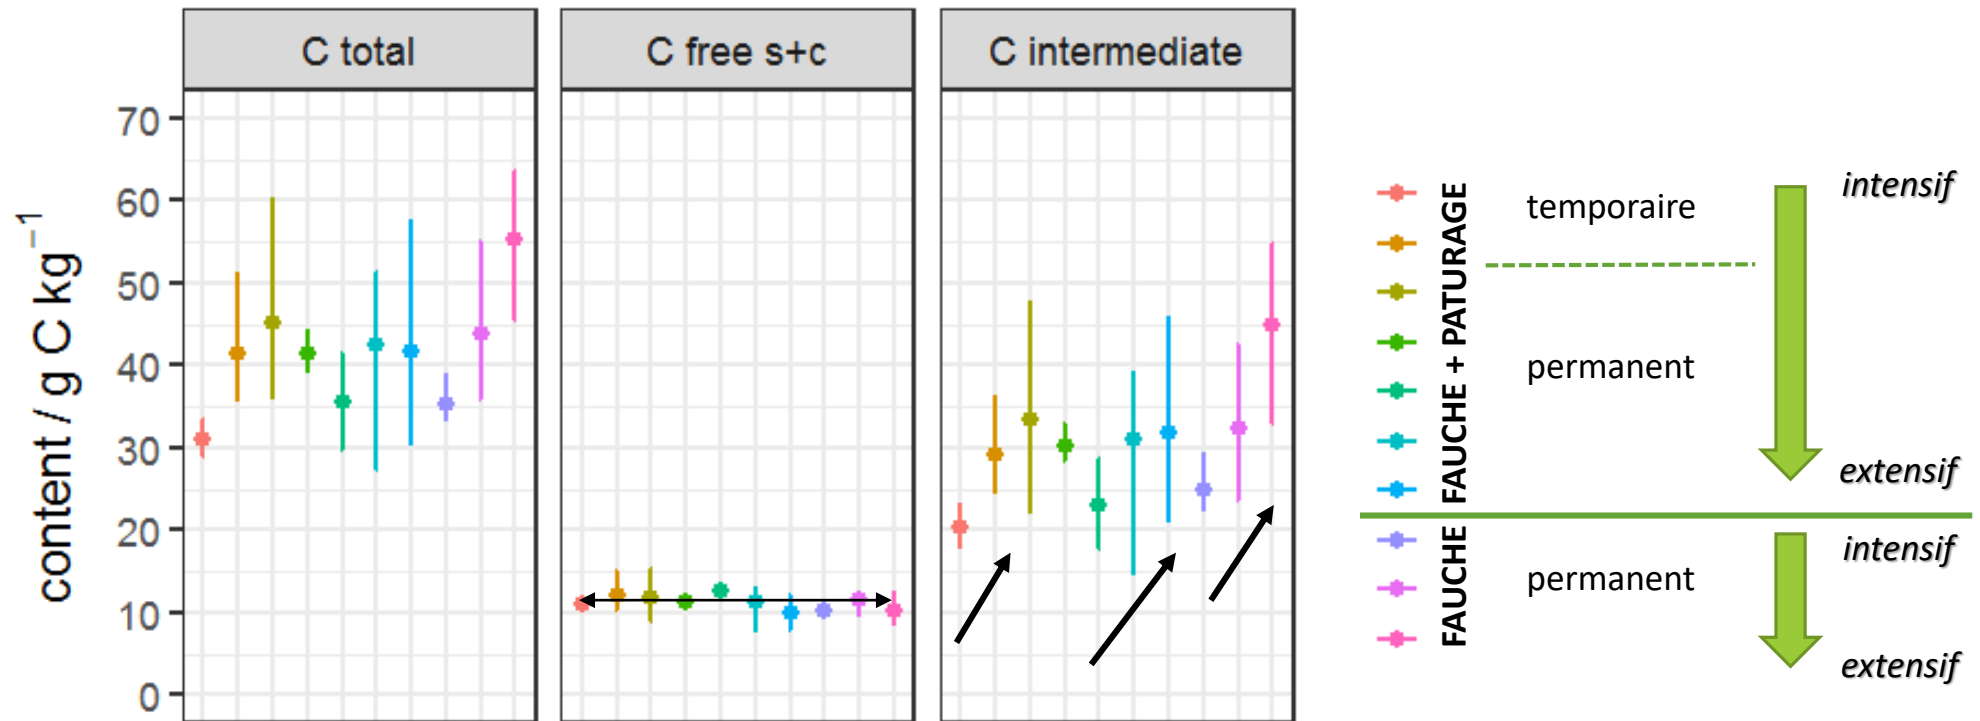 C total
C free s+c
C intermediate
content / g C kg⁻¹
70
60
50
40
30
20
10
0
FAUCHE + PATURAGE
FAUCHE
temporaire
permanent
permanent
intensif
extensif
intensif
extensif